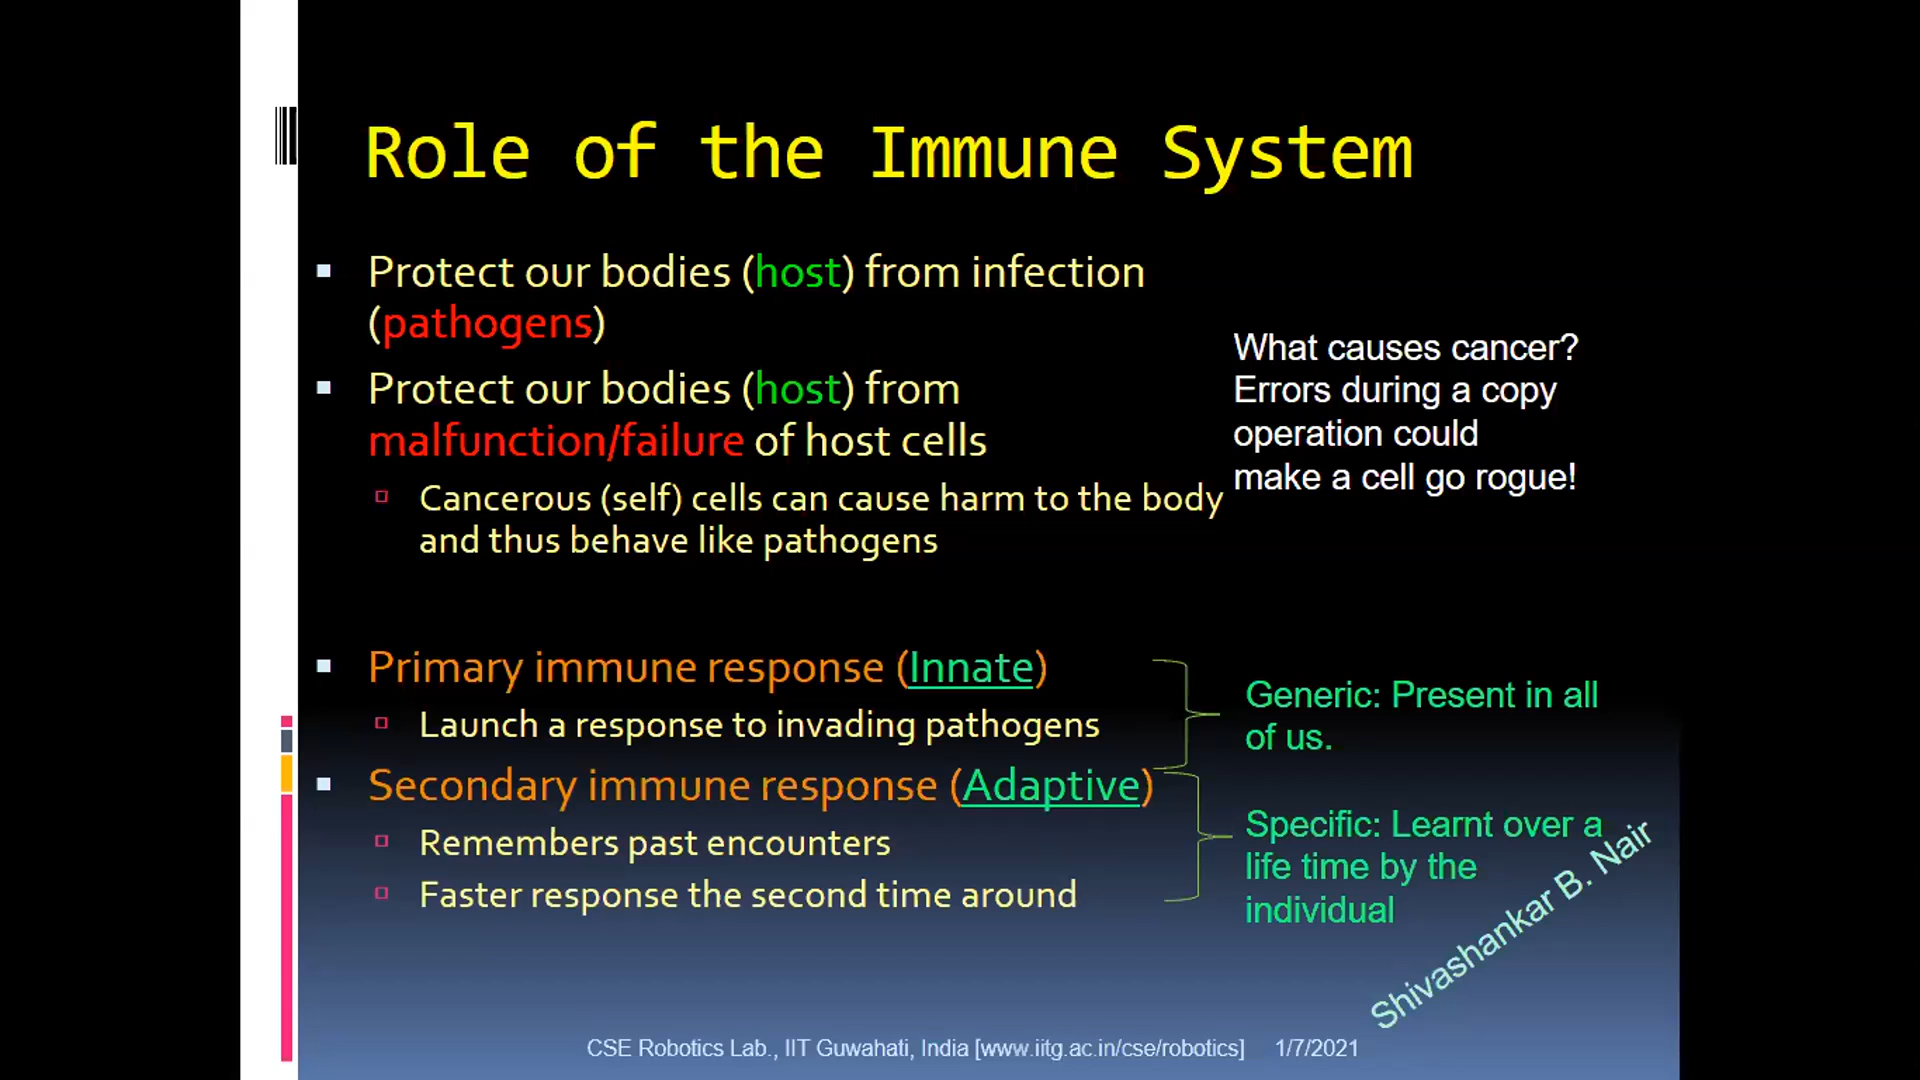 Role of the Immune System
Protect our bodies (host) from infection
(pathogens)
Protect our bodies (host) from
malfunction/failure of host cells
Cancerous (self) cells can cause harm to the body
and thus behave like pathogens
What causes cancer?
Errors during a copy
operation could
make a cell go rogue!
Primary immune response (Innate)
Launch a response to invading pathogens
Generic: Present in all
of us.
Secondary immune response (Adaptive)
Remembers past encounters
Faster response the second time around
Specific: Learnt over a
life time by the
individual
Shivashankar B. Nair
CSE Robotics Lab., IIT Guwahati, India [www.iitg.ac.in/cse/robotics] 1/7/2021